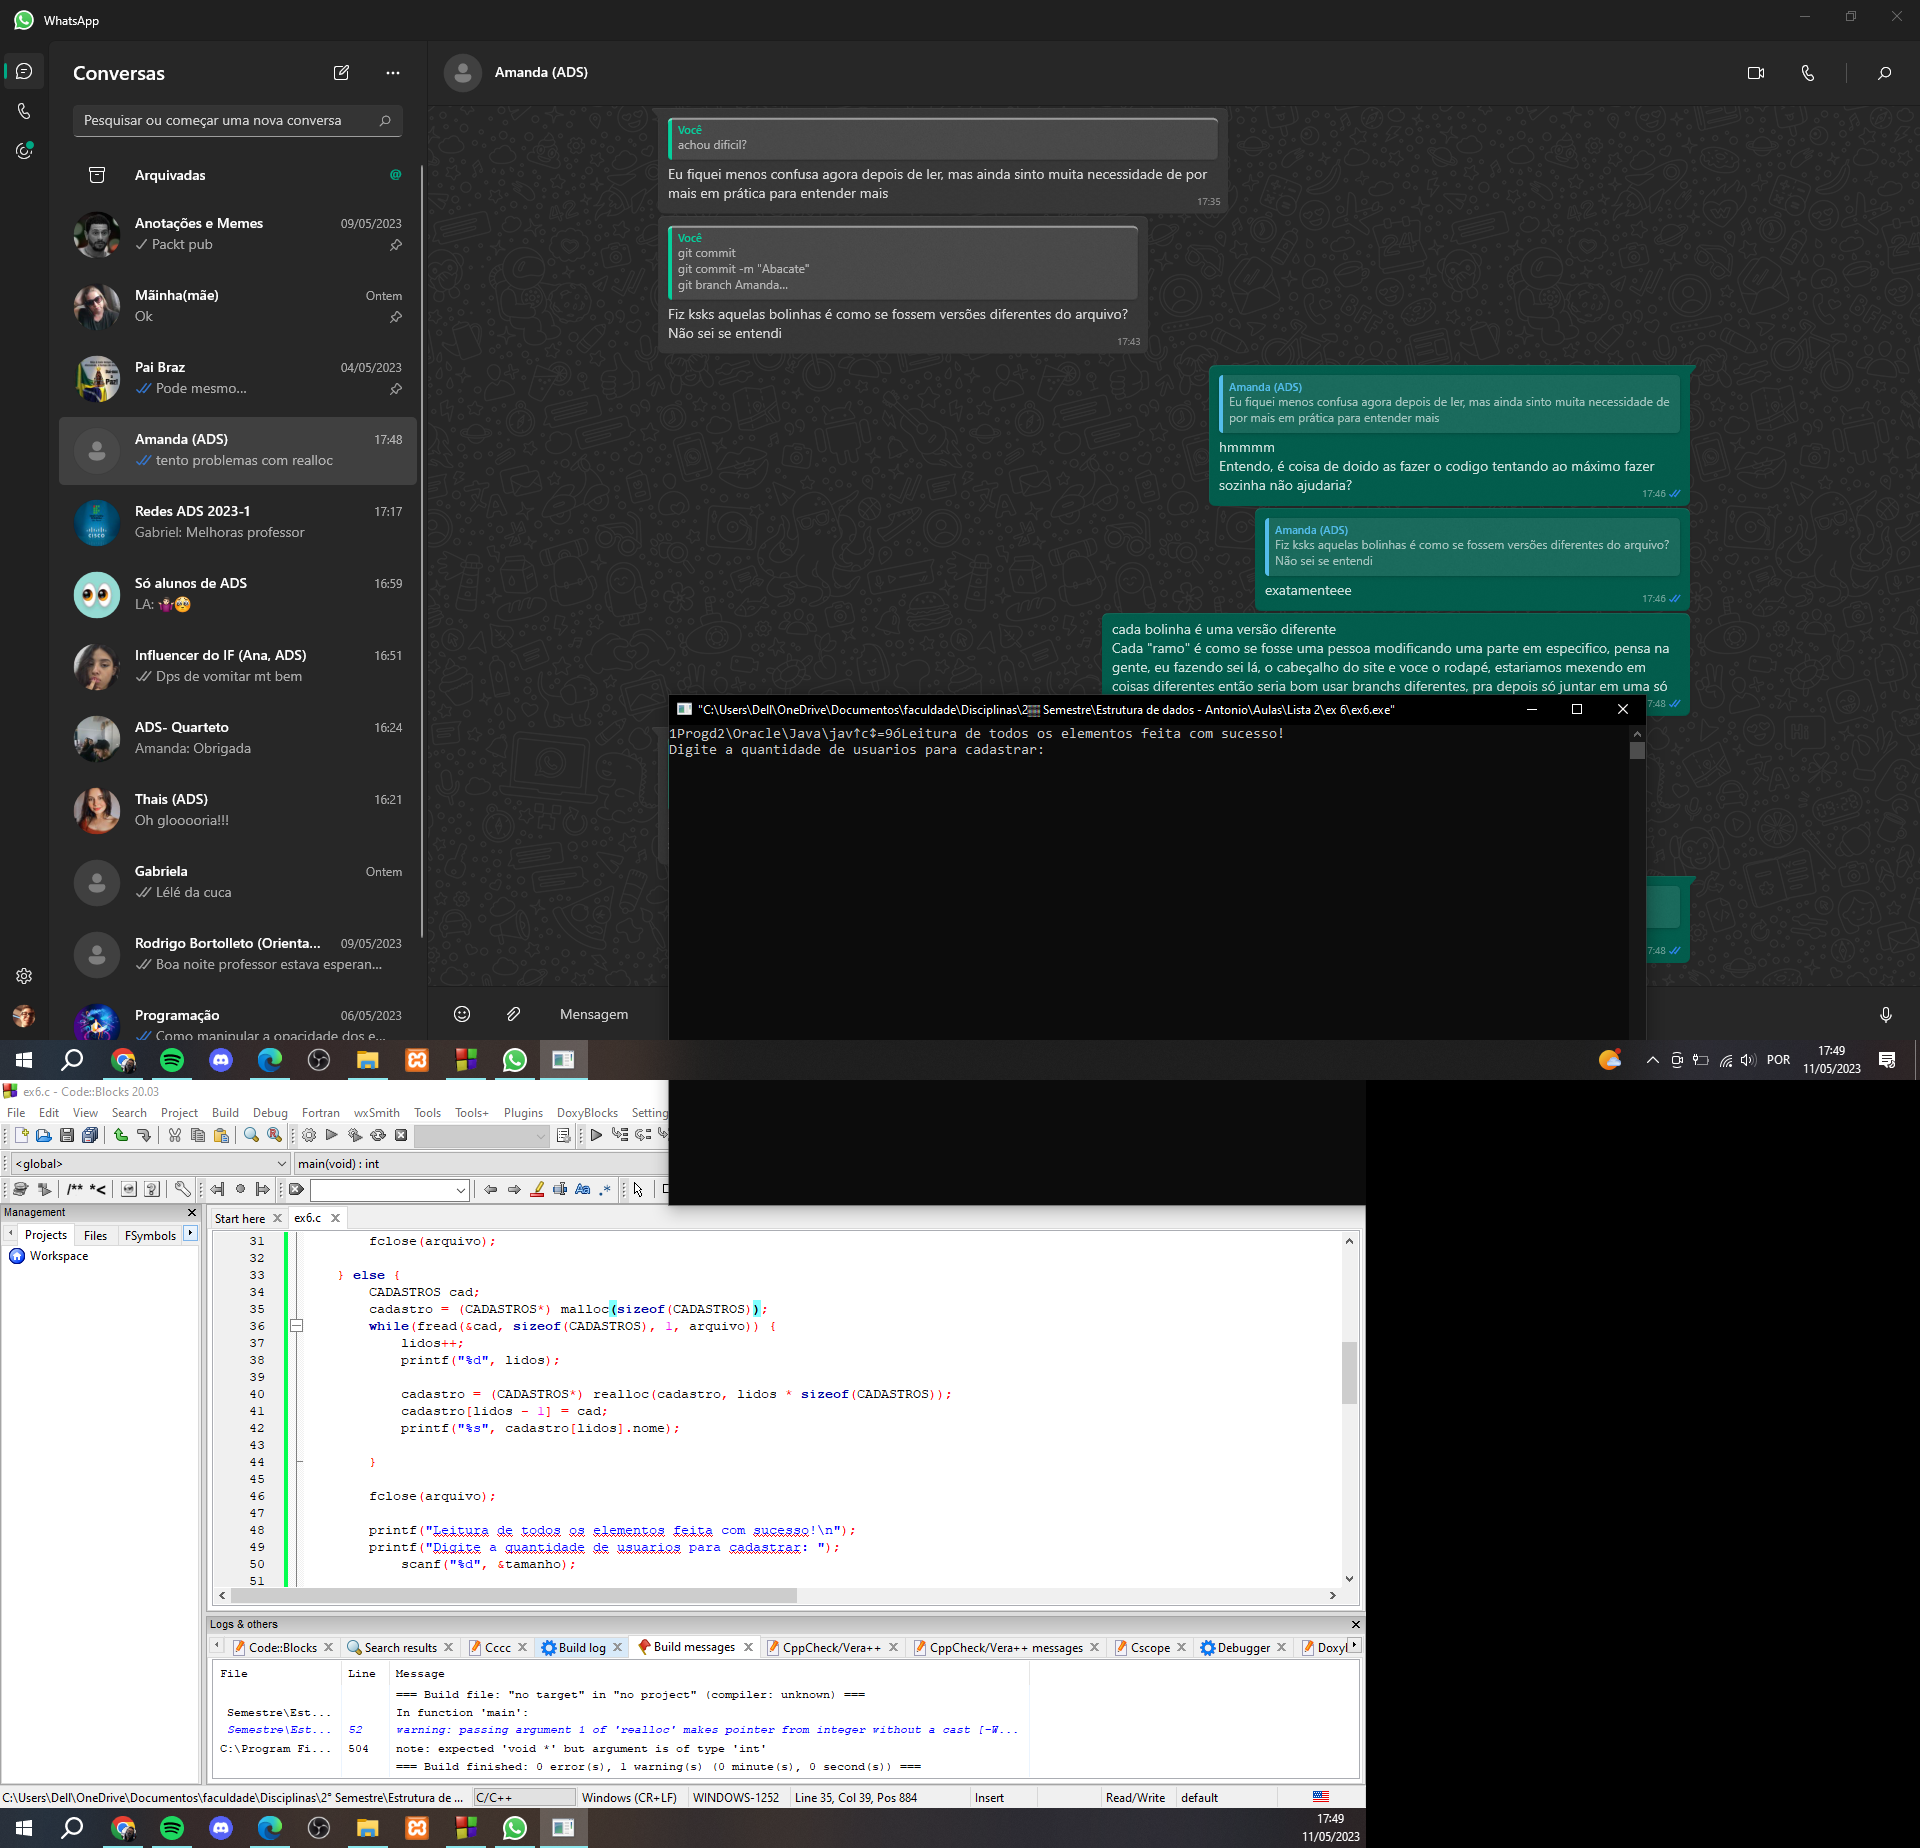 WhatsApp
Conversas
Pesquisar ou começar uma nova conversa
Arquivadas
@
Anotações e Memes
09/05/2023
Packt pub
Mãinha(mãe)
Ontem
Ok
Pai Braz
04/05/2023
Pode mesmo...
Amanda (ADS)
17:48
tento problemas com realloc
Redes ADS 2023-1
17:17
Gabriel: Melhoras professor
Só alunos de ADS
16:59
LA: 🤷🏾‍♀️🥺
Influencer do IF (Ana, ADS)
16:51
Dps de vomitar mt bem
ADS- Quarteto
16:24
Amanda: Obrigada
Thais (ADS)
16:21
Oh glooooria!!!
Gabriela
Ontem
Lélé da cuca
Rodrigo Bortolleto (Orienta...
09/05/2023
Boa noite professor estava esperan...
Programação
06/05/2023
Como manipular a opacidade dos e...
Amanda (ADS)
Você
achou dificil?
Eu fiquei menos confusa agora depois de ler, mas ainda sinto muita necessidade de por
mais em prática para entender mais
17:35
Você
git commit
git commit -m "Abacate"
git branch Amanda...
Fiz ksks aquelas bolinhas é como se fossem versões diferentes do arquivo?
Não sei se entendi
17:43
Amanda (ADS)
Eu fiquei menos confusa agora depois de ler, mas ainda sinto muita necessidade de
por mais em prática para entender mais
hmmmm
Entendo, é coisa de doido as fazer o codigo tentando ao máximo fazer
sozinha não ajudaria?
17:46
Amanda (ADS)
Fiz ksks aquelas bolinhas é como se fossem versões diferentes do arquivo?
Não sei se entendi
exatamenteee
17:46
cada bolinha é uma versão diferente
Cada "ramo" é como se fosse uma pessoa modificando uma parte em especifico, pensa na
gente, eu fazendo sei lá, o cabeçalho do site e voce o rodapé, estariamos mexendo em
coisas diferentes então seria bom usar branchs diferentes, pra depois só juntar em uma só
7:48
7:48
Mensagem
"C:\Users\Dell\OneDrive\Documentos\faculdade\Disciplinas\2▒ Semestre\Estrutura de dados - Antonio\Aulas\Lista 2\ex 6\ex6.exe"
1Progd2\Oracle\Java\jav↑c↕=9óLeitura de todos os elementos feita com sucesso!
Digite a quantidade de usuarios para cadastrar:
POR
17:49
11/05/2023
ex6.c - Code::Blocks 20.03
File Edit View Search Project Build Debug Fortran wxSmith Tools Tools+ Plugins DoxyBlocks Setting
<global>
main(void) : int
/** *<
Aa .*
Management
Projects Files FSymbols
Workspace
Start here ex6.c
31 fclose(arquivo);
32
33 } else {
34 CADASTROS cad;
35 cadastro = (CADASTROS*) malloc(sizeof(CADASTROS));
36 while(fread(&cad, sizeof(CADASTROS), 1, arquivo)) {
37 lidos++;
38 printf("%d", lidos);
39
40 cadastro = (CADASTROS*) realloc(cadastro, lidos * sizeof(CADASTROS));
41 cadastro[lidos - 1] = cad;
42 printf("%s", cadastro[lidos].nome);
43
44 }
45
46 fclose(arquivo);
47
48 printf("Leitura de todos os elementos feita com sucesso!\n");
49 printf("Digite a quantidade de usuarios para cadastrar: ");
50 scanf("%d", &tamanho);
51
Logs & others
Code::Blocks Search results Cccc Build log Build messages CppCheck/Vera++ CppCheck/Vera++ messages Cscope Debugger Doxyl
File Line Message
=== Build file: "no target" in "no project" (compiler: unknown) ===
Semestre\Est... In function 'main':
Semestre\Est... 52 warning: passing argument 1 of 'realloc' makes pointer from integer without a cast [-W...
C:\Program Fi... 504 note: expected 'void *' but argument is of type 'int'
=== Build finished: 0 error(s), 1 warning(s) (0 minute(s), 0 second(s)) ===
C:\Users\Dell\OneDrive\Documentos\faculdade\Disciplinas\2° Semestre\Estrutura de ... C/C++ Windows (CR+LF) WINDOWS-1252 Line 35, Col 39, Pos 884 Insert Read/Write default
17:49
11/05/2023